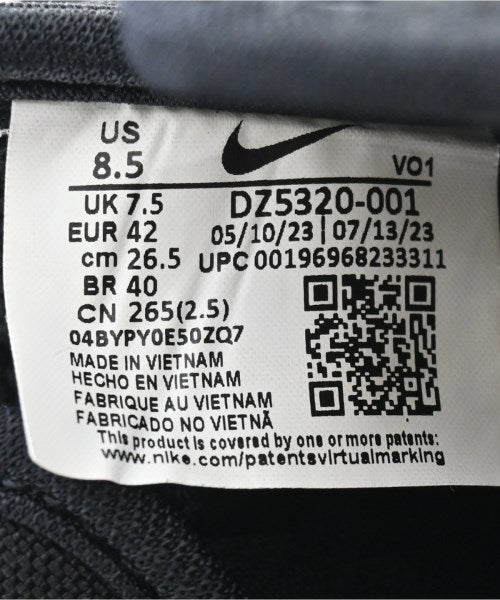 US
8.5
V01
UK 7.5
DZ5320-001
EUR 42
05/10/23 | 07/13/23
cm 26.5
UPC 00196968233311
BR 40
CN 265(2.5)
04BYPY0E50ZQ7
MADE IN VIETNAM
HECHO EN VIETNAM
FABRIQUE AU VIETNAM
FABRICADO NO VIETNÃ
This product is covered by one or more patents:
www.nike.com/patentsvirtualmarking